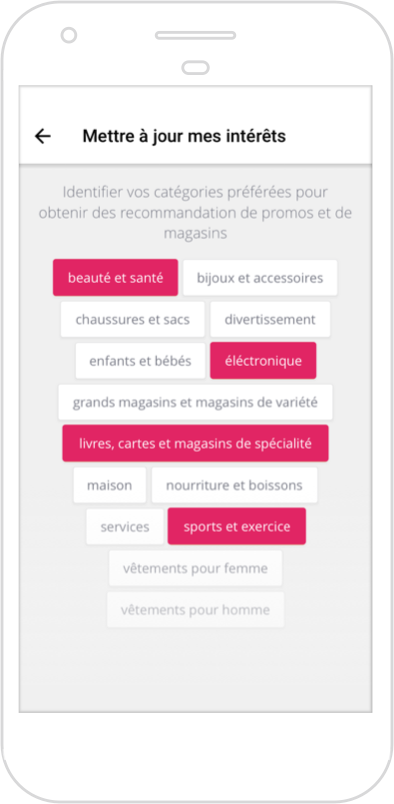 Mettre à jour mes intérêts
Identifier vos catégories préférées pour
obtenir des recommandation de promos et de
magasins
beauté et santé
bijoux et accessoires
chaussures et sacs
divertissement
enfants et bébés
éléctronique
grands magasins et magasins de variété
livres, cartes et magasins de spécialité
maison
nourriture et boissons
services
sports et exercice
vêtements pour femme
vêtements pour homme